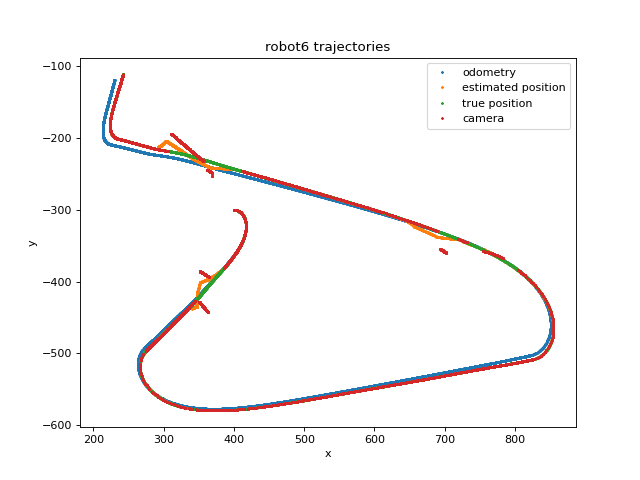 robot6 trajectories
odometry
estimated position
true position
camera
−100
−200
−300
−400
−500
−600
y
200 300 400 500 600 700 800
x